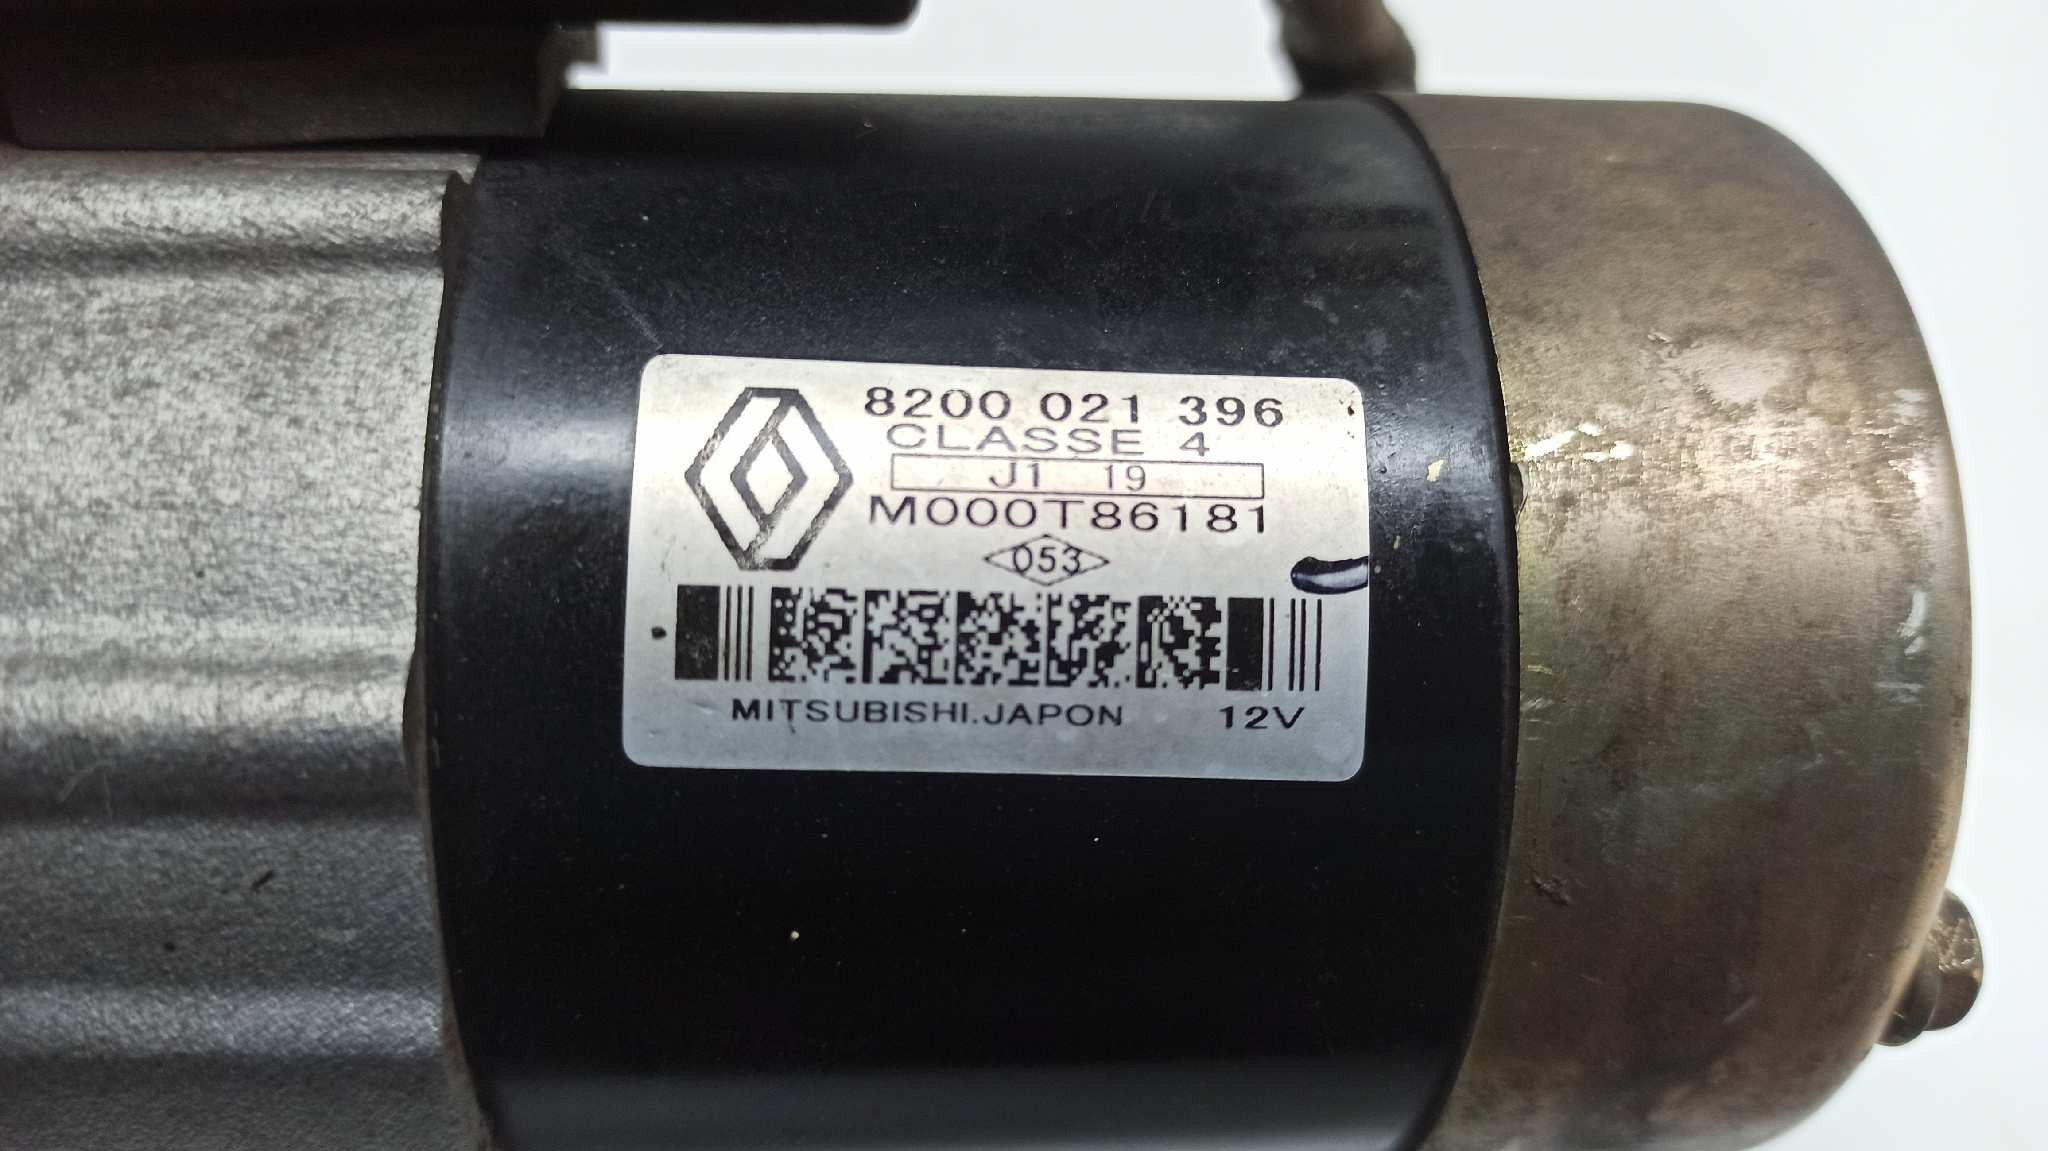 8200 021 396
CLASSE 4
J1 19
M000T86181
053
MITSUBISHI.JAPON 12V